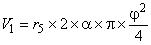 V₁ = r₅ × 2 × α × π × φ²/4